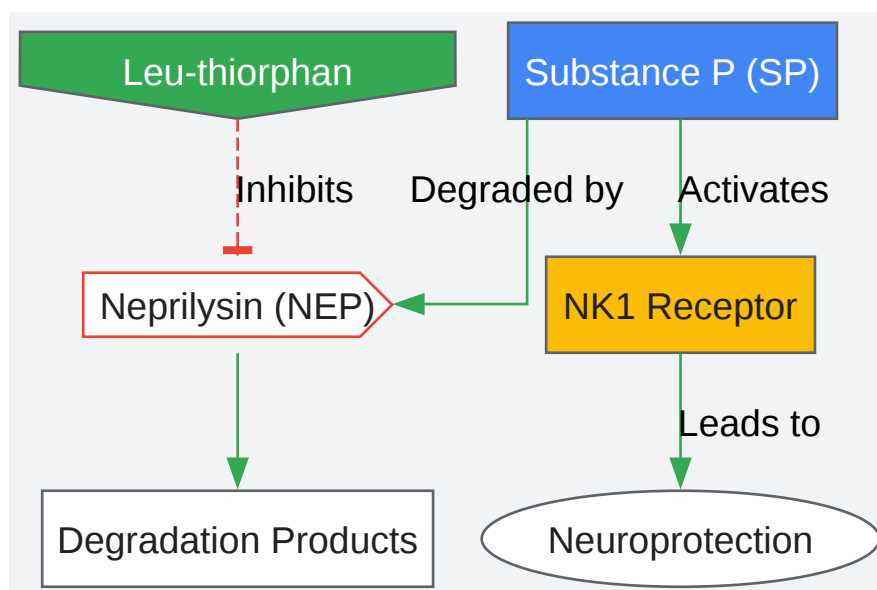 Leu-thiorphan
Substance P (SP)
Inhibits
Degraded by
Activates
Neprilysin (NEP)
NK1 Receptor
Leads to
Degradation Products
Neuroprotection